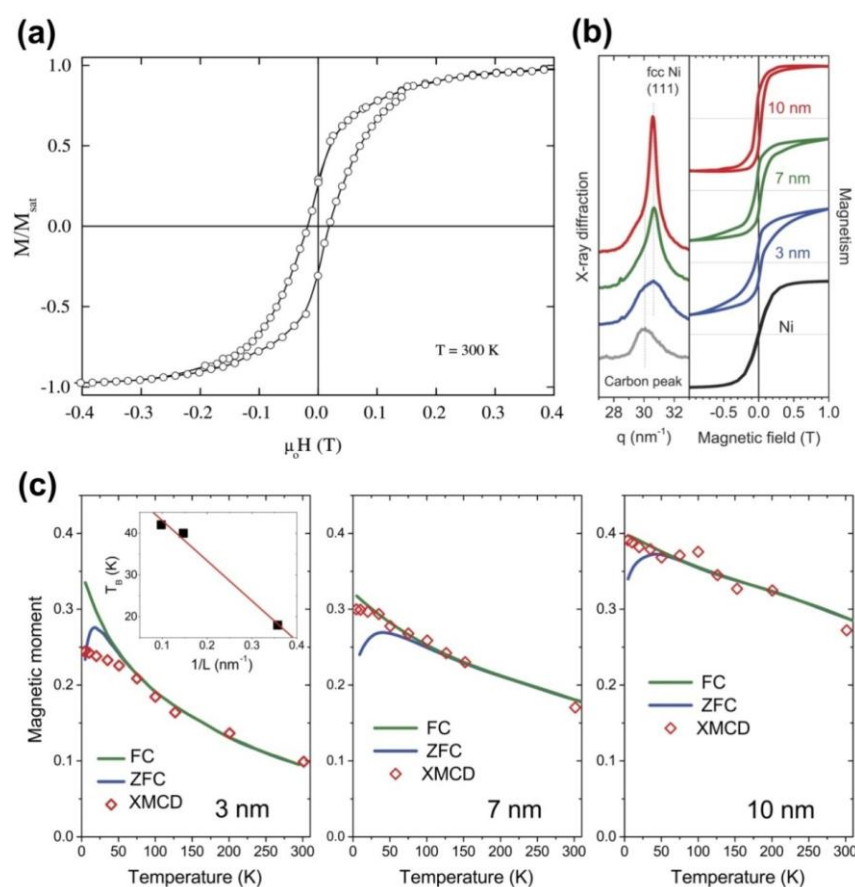 (a)
1.0
0.5
0.0
-0.5
-1.0
M/M_sat
T = 300 K
-0.4 -0.3 -0.2 -0.1 0.0 0.1 0.2 0.3 0.4
μ_oH (T)
(b)
X-ray diffraction
fcc Ni
(111)
Carbon peak
28 30 32
q (nm⁻¹)
10 nm
7 nm
3 nm
Ni
Magnetism
0.5 0.0 0.5 1.0
Magnetic field (T)
(c)
Magnetic moment
0.4
0.3
0.2
0.1
0.0
T_B (K)
40
30
20
0.1 0.2 0.3 0.4
1/L (nm⁻¹)
FC
ZFC
XMCD
3 nm
0 50 100 150 200 250 300
Temperature (K)
0.4
0.3
0.2
0.1
0.0
FC
ZFC
XMCD
7 nm
0 50 100 150 200 250 300
Temperature (K)
0.4
0.3
0.2
0.1
0.0
FC
ZFC
XMCD
10 nm
0 50 100 150 200 250 300
Temperature (K)